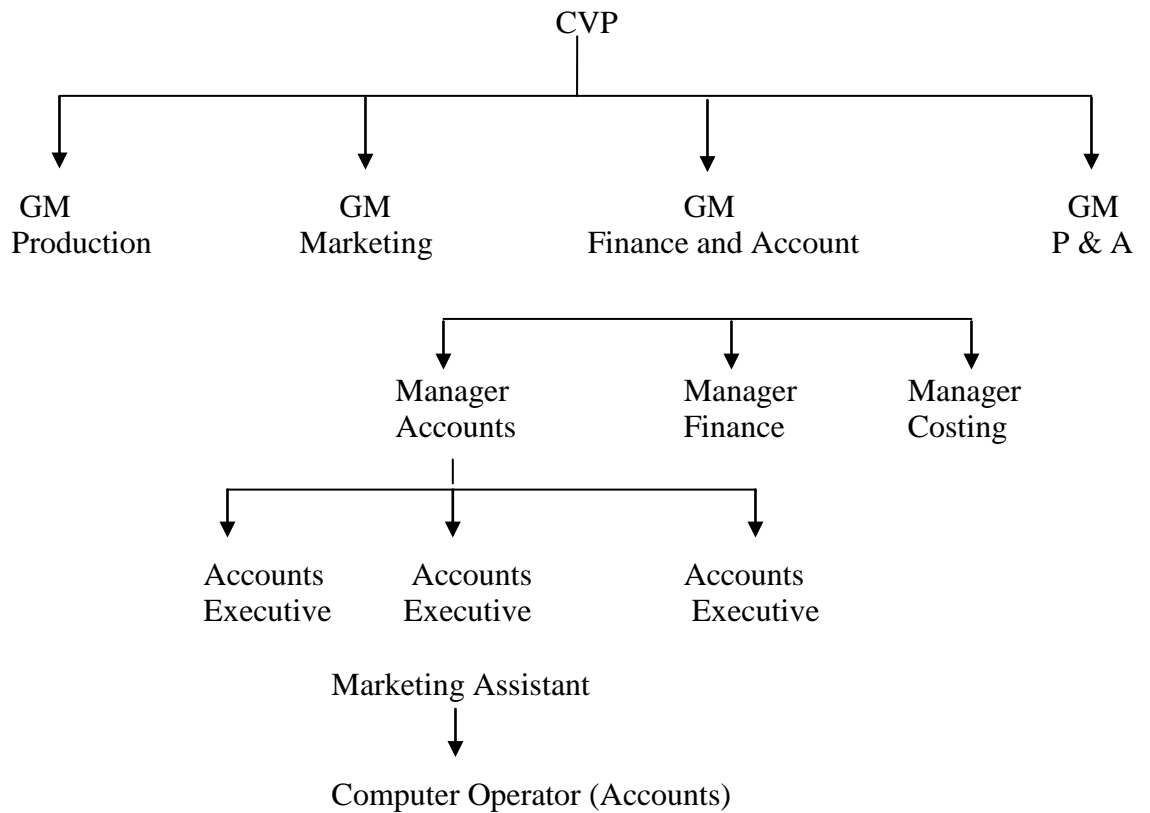 CVP
GM GM GM GM
Production Marketing Finance and Account P & A
Manager Manager Manager
Accounts Finance Costing
Accounts Accounts Accounts
Executive Executive Executive
Marketing Assistant
Computer Operator (Accounts)